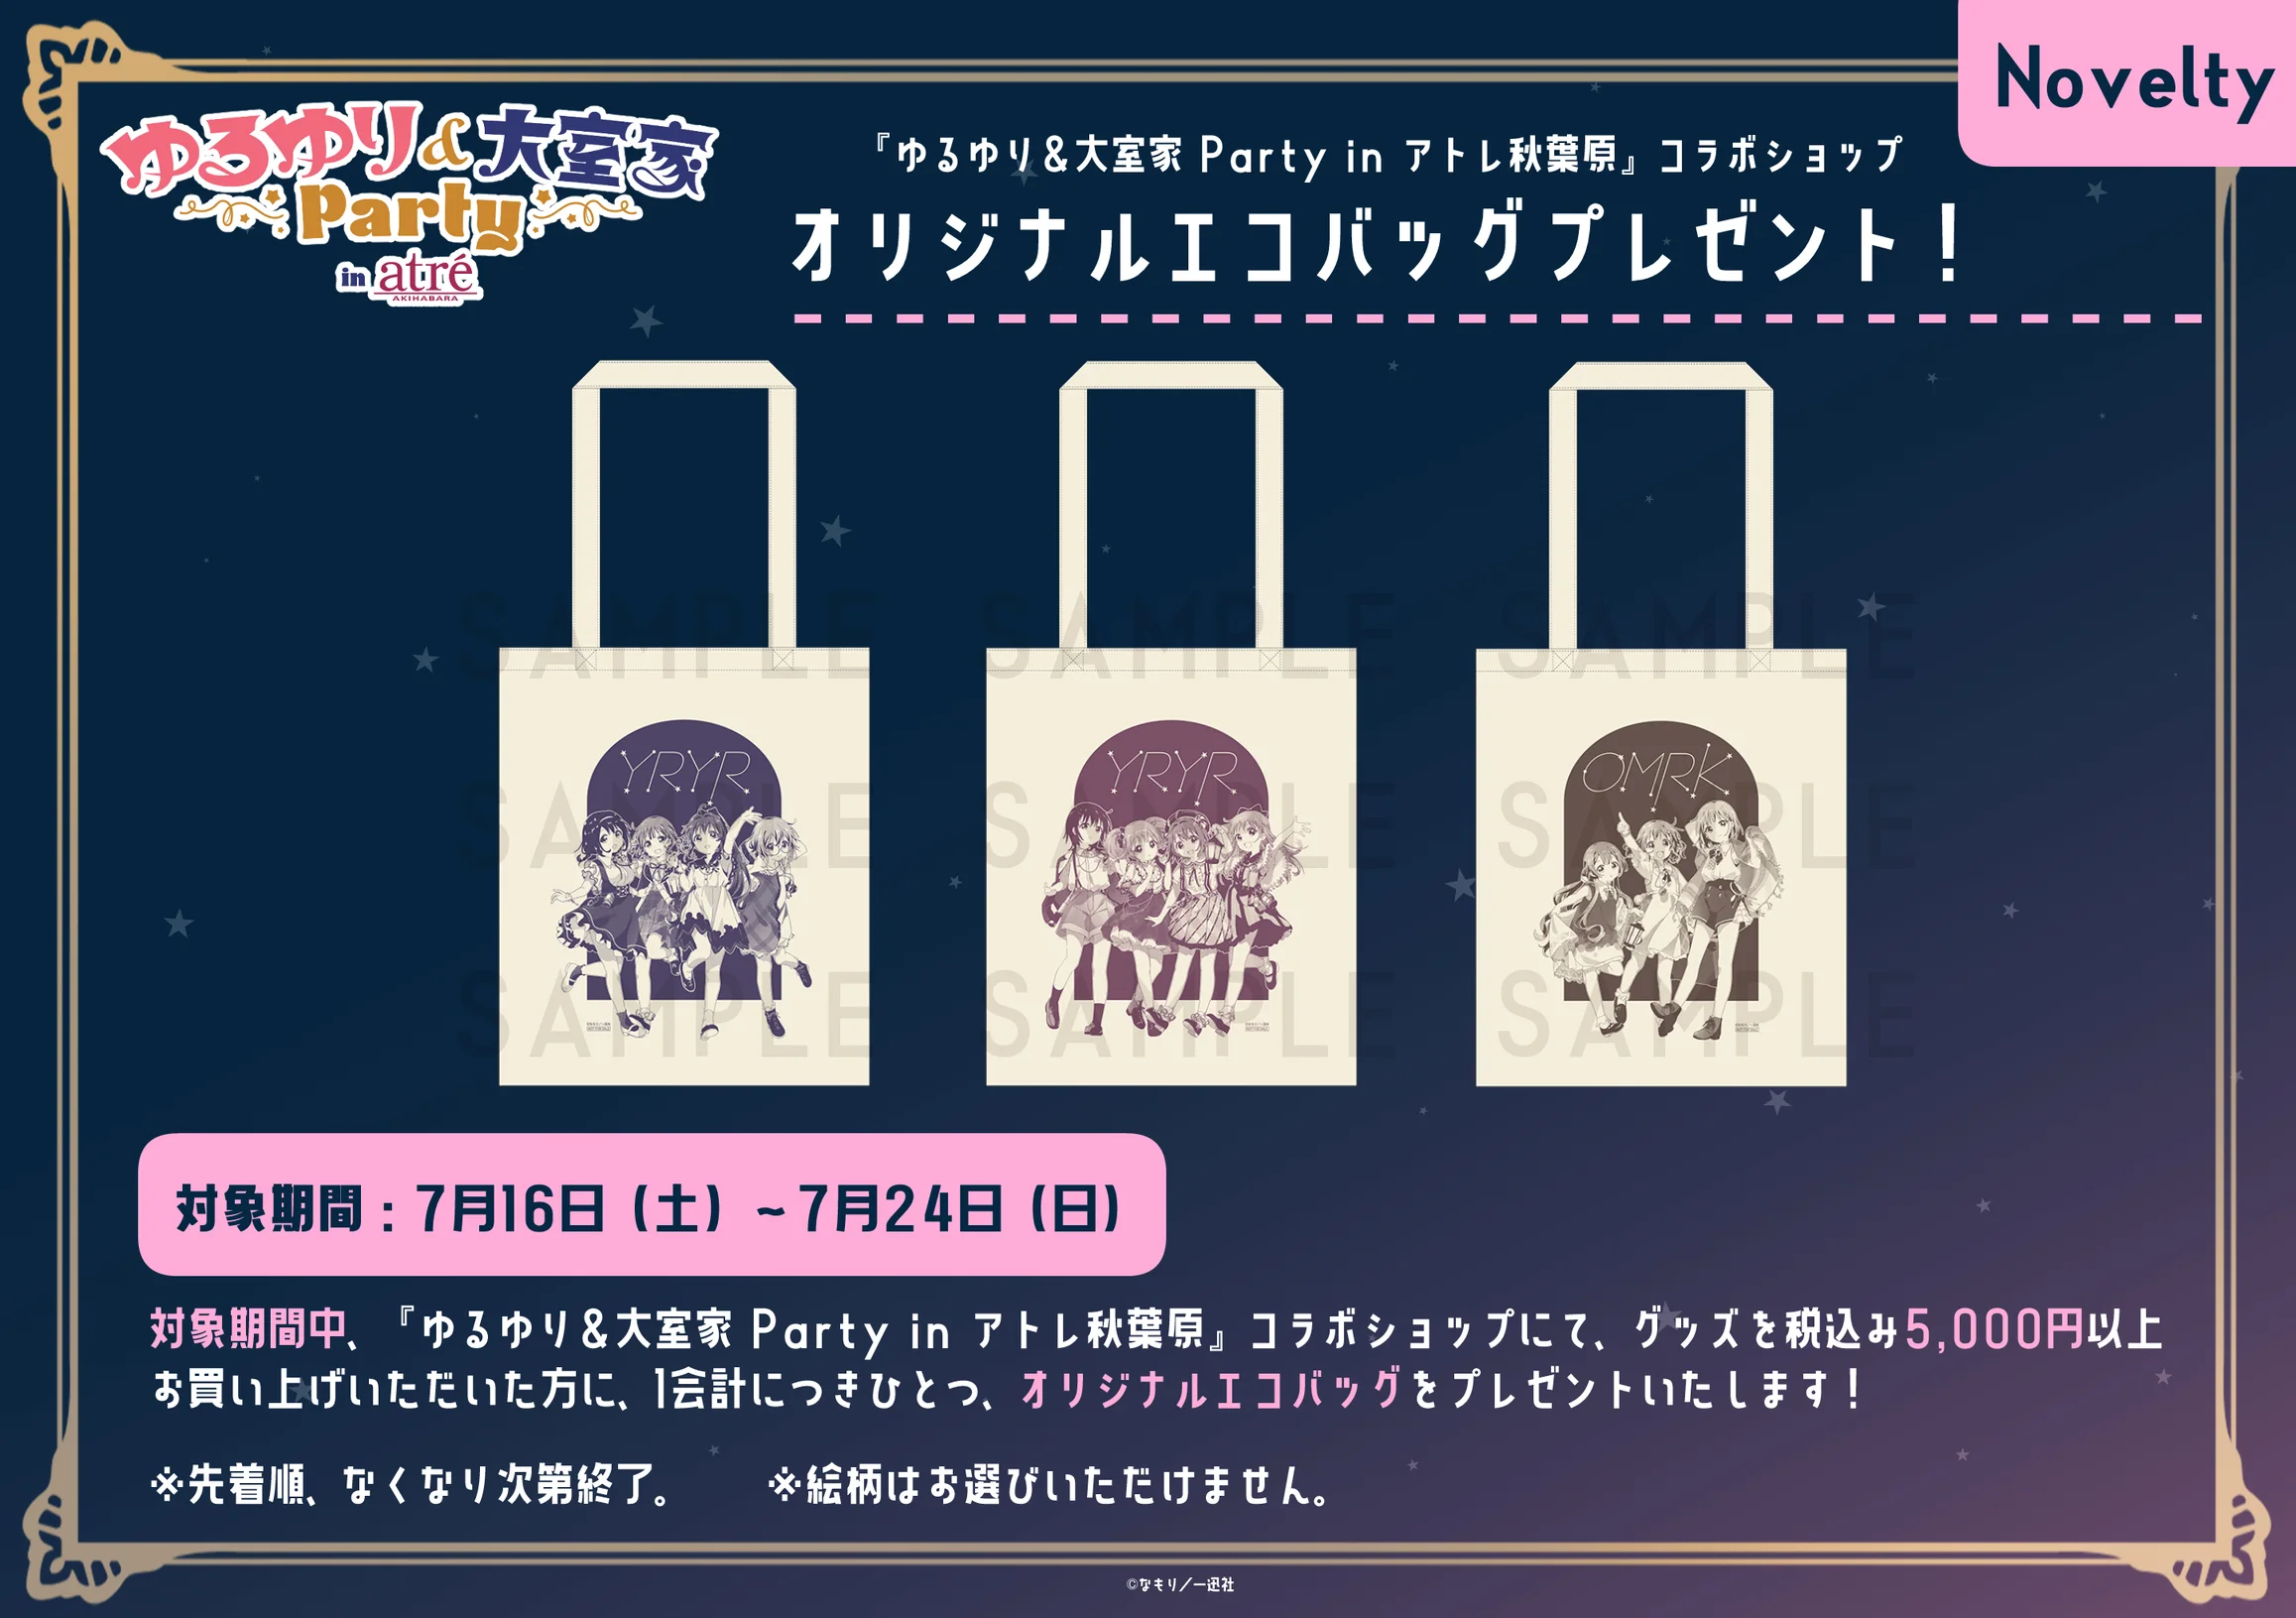 Novelty
ゆるゆり&大室家
Party
in atré
AKIHABARA
『ゆるゆり&大室家 Party in アトレ秋葉原』コラボショップ
オリジナルエコバッグプレゼント！
SAMPLE SAMPLE SAMPLE
YRYR YRYR OMRK
SAMPLE SAMPLE SAMPLE
SAMPLE SAMPLE SAMPLE
対象期間：7月16日（土）～7月24日（日）
対象期間中、『ゆるゆり&大室家 Party in アトレ秋葉原』コラボショップにて、グッズを税込み5,000円以上
お買い上げいただいた方に、1会計につきひとつ、オリジナルエコバッグをプレゼントいたします！
※先着順、なくなり次第終了。 ※絵柄はお選びいただけません。
©なもり／一迅社